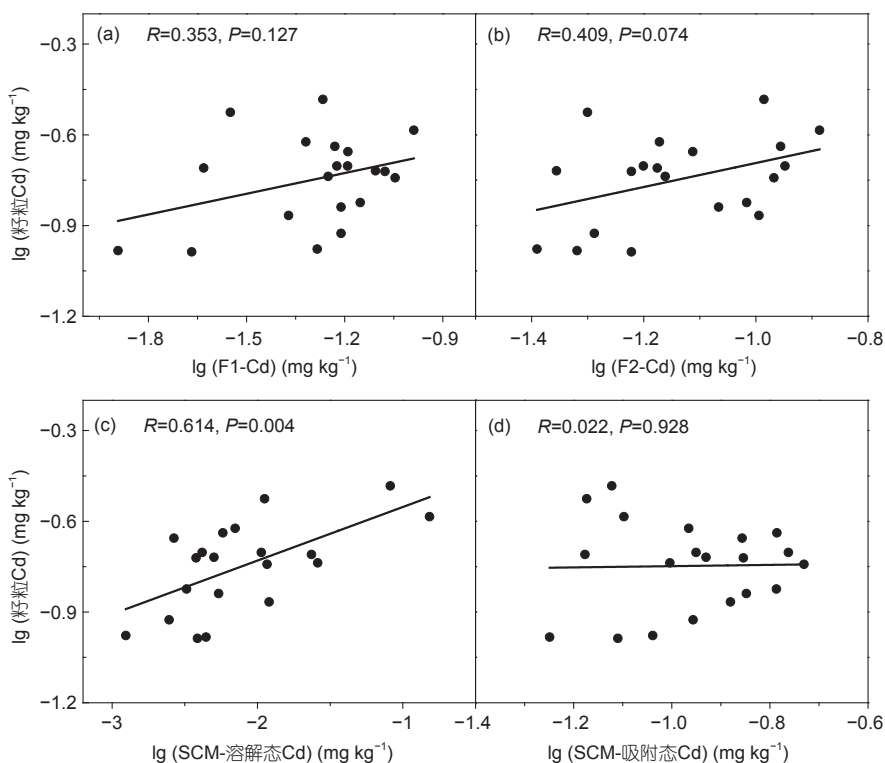 (a) R=0.353, P=0.127
(b) R=0.409, P=0.074
−0.3
−0.6
−0.9
−1.2
lg (籽粒Cd) (mg kg⁻¹)
−1.8 −1.5 −1.2 −0.9
−1.4 −1.2 −1.0 −0.8
lg (F1-Cd) (mg kg⁻¹)
lg (F2-Cd) (mg kg⁻¹)
(c) R=0.614, P=0.004
(d) R=0.022, P=0.928
−0.3
−0.6
−0.9
−1.2
lg (籽粒Cd) (mg kg⁻¹)
−3 −2 −1
−1.4 −1.2 −1.0 −0.8 −0.6
lg (SCM-溶解态Cd) (mg kg⁻¹)
lg (SCM-吸附态Cd) (mg kg⁻¹)